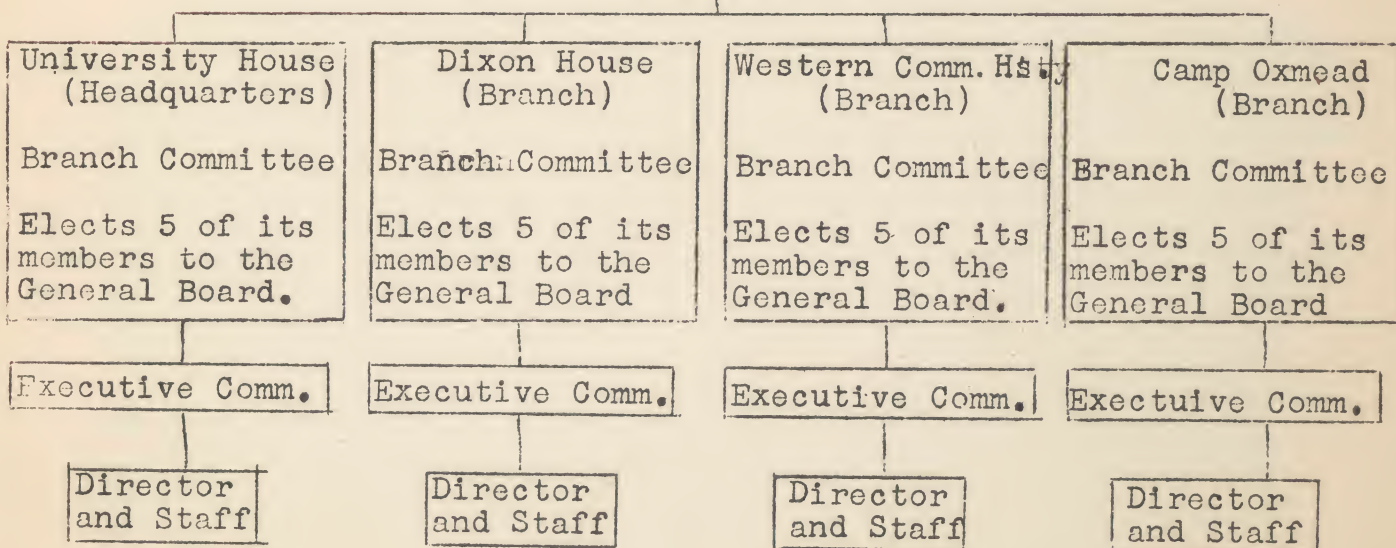 University House
(Headquarters)
Branch Committee
Elects 5 of its
members to the
General Board.
Executive Comm.
Director
and Staff
Dixon House
(Branch)
Branch Committee
Elects 5 of its
members to the
General Board
Executive Comm.
Director
and Staff
Western Comm. Hs.
(Branch)
Branch Committee
Elects 5 of its
members to the
General Board.
Executive Comm.
Director
and Staff
Camp Oxmead
(Branch)
Branch Committee
Elects 5 of its
members to the
General Board
Exectuive Comm.
Director
and Staff